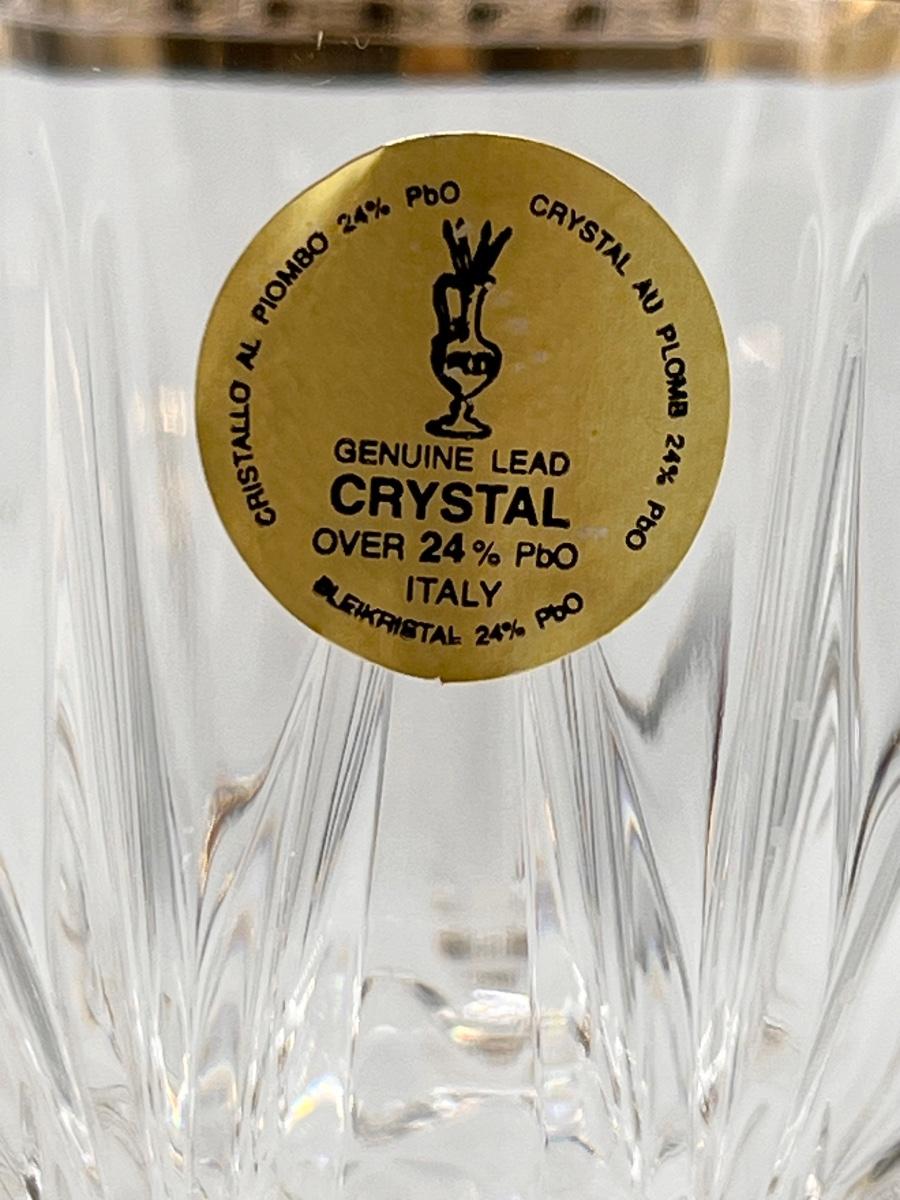 CRISTALLO AL PIOMBO 24% PbO
CRYSTAL AU PLOMB 24% PbO
GENUINE LEAD
CRYSTAL
OVER 24% PbO
ITALY
BLEIKRISTAL 24% PbO